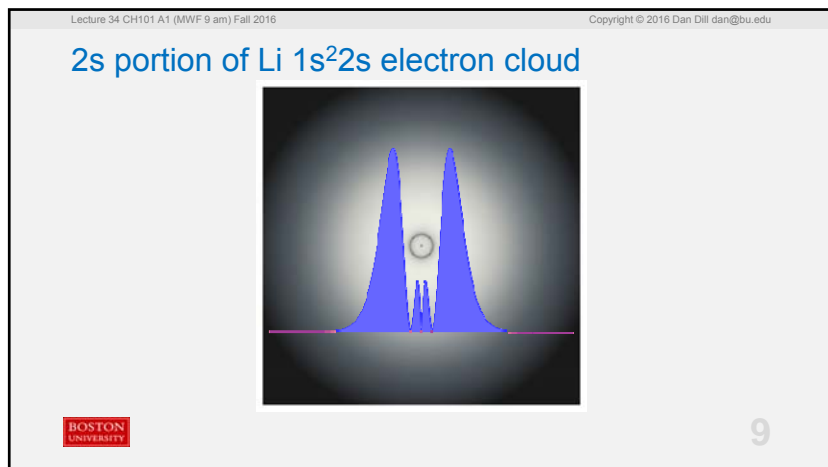 Lecture 34 CH101 A1 (MWF 9 am) Fall 2016
Copyright © 2016 Dan Dill dan@bu.edu
2s portion of Li 1s²2s electron cloud
BOSTON
UNIVERSITY
9